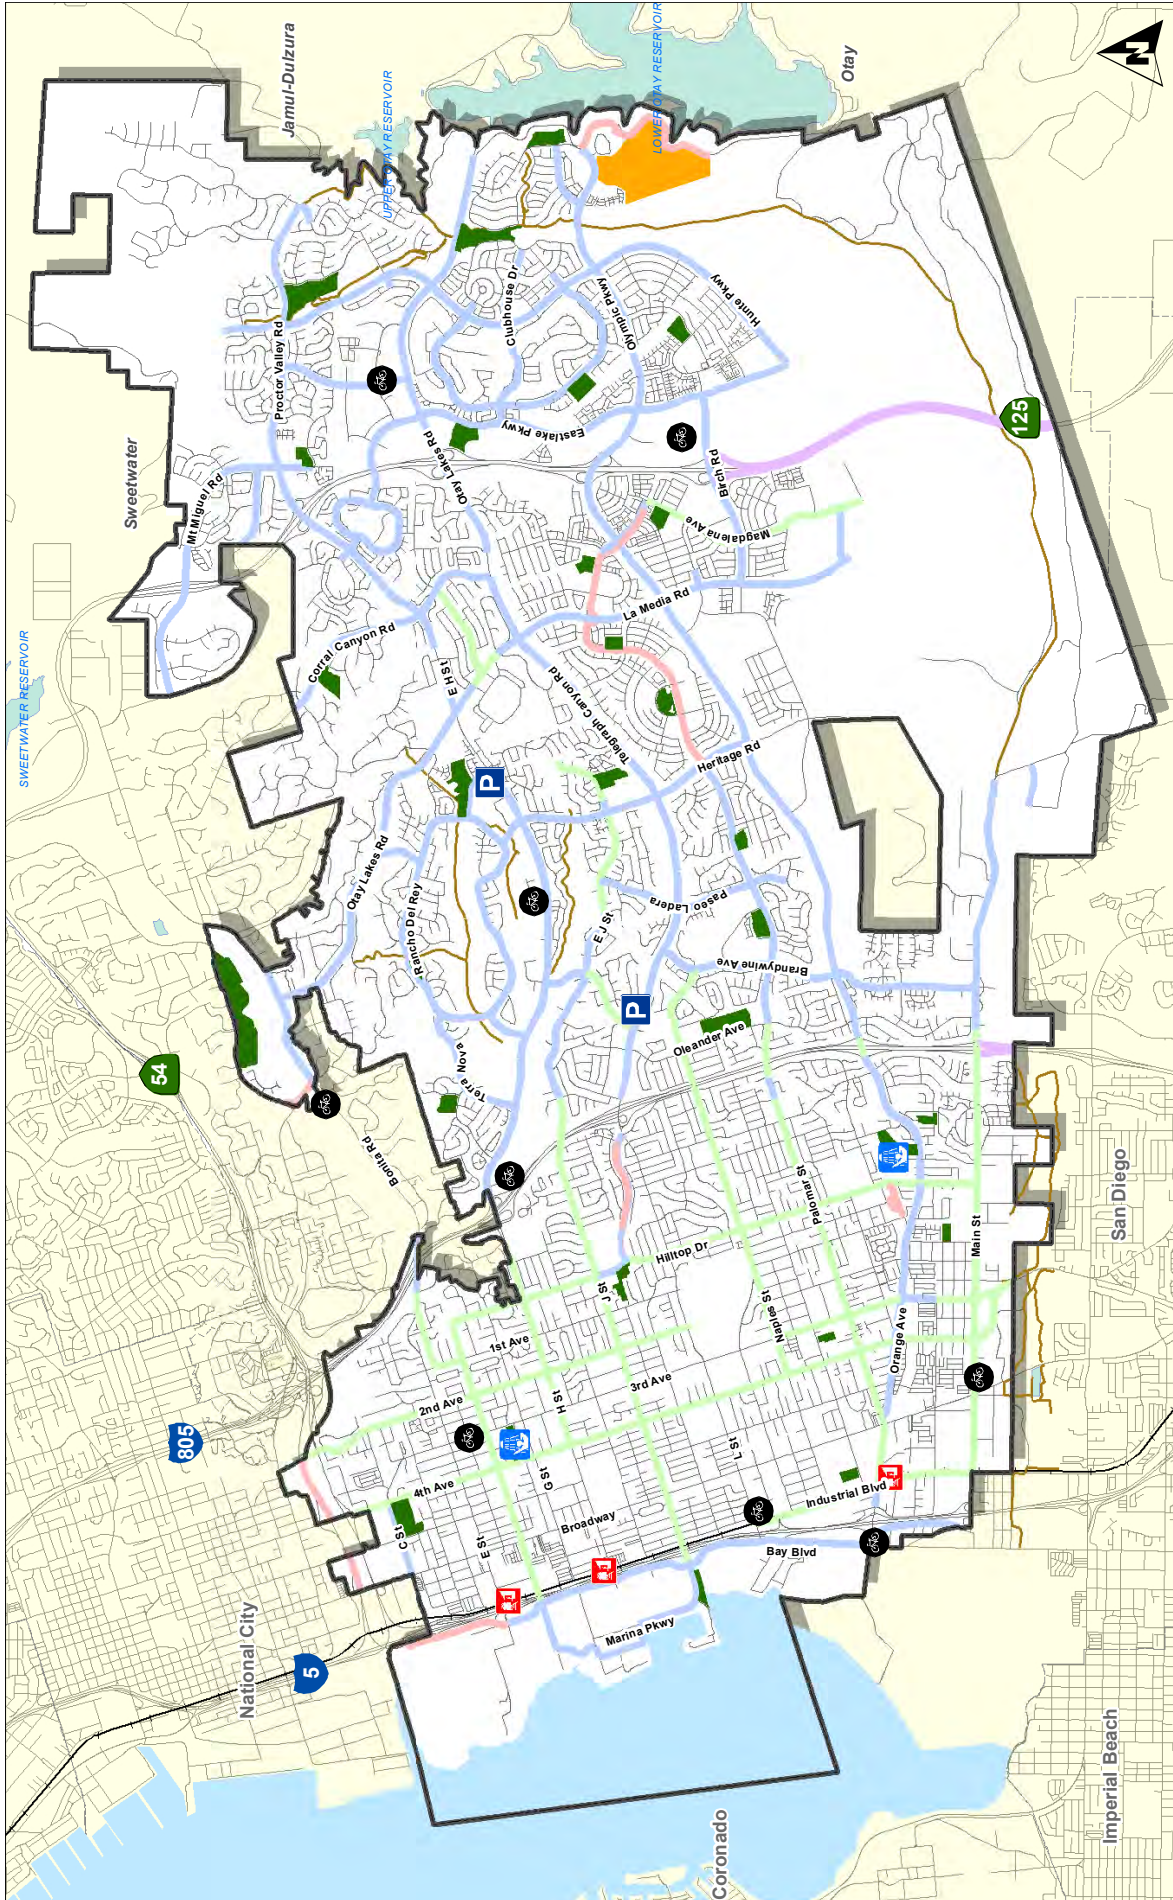 Jamul-Dulzura
UPPER OTAY RESERVOIR
LOWER OTAY RESERVOIR
Otay
N
Sweetwater
SWEETWATER RESERVOIR
Mt Miguel Rd
Proctor Valley Rd
Clubhouse Dr
Olympic Pkwy
Hunte Pkwy
Eastlake Pkwy
Otay Lakes Rd
Birch Rd
Magdalena Ave
125
Corral Canyon Rd
E H St
La Media Rd
Telegraph Canyon Rd
Heritage Rd
P
Otay Lakes Rd
Rancho Del Rey
E J St
Paseo Ladera
Brandywine Ave
P
Oleander Ave
Terra Nova
54
Bonita Rd
Palomar St
Main St
San Diego
Hilltop Dr
J St
Naples St
Orange Ave
1st Ave
2nd Ave
3rd Ave
H St
805
4th Ave
G St
L St
C St
E St
Broadway
Industrial Blvd
Bay Blvd
Marina Pkwy
National City
5
Coronado
Imperial Beach